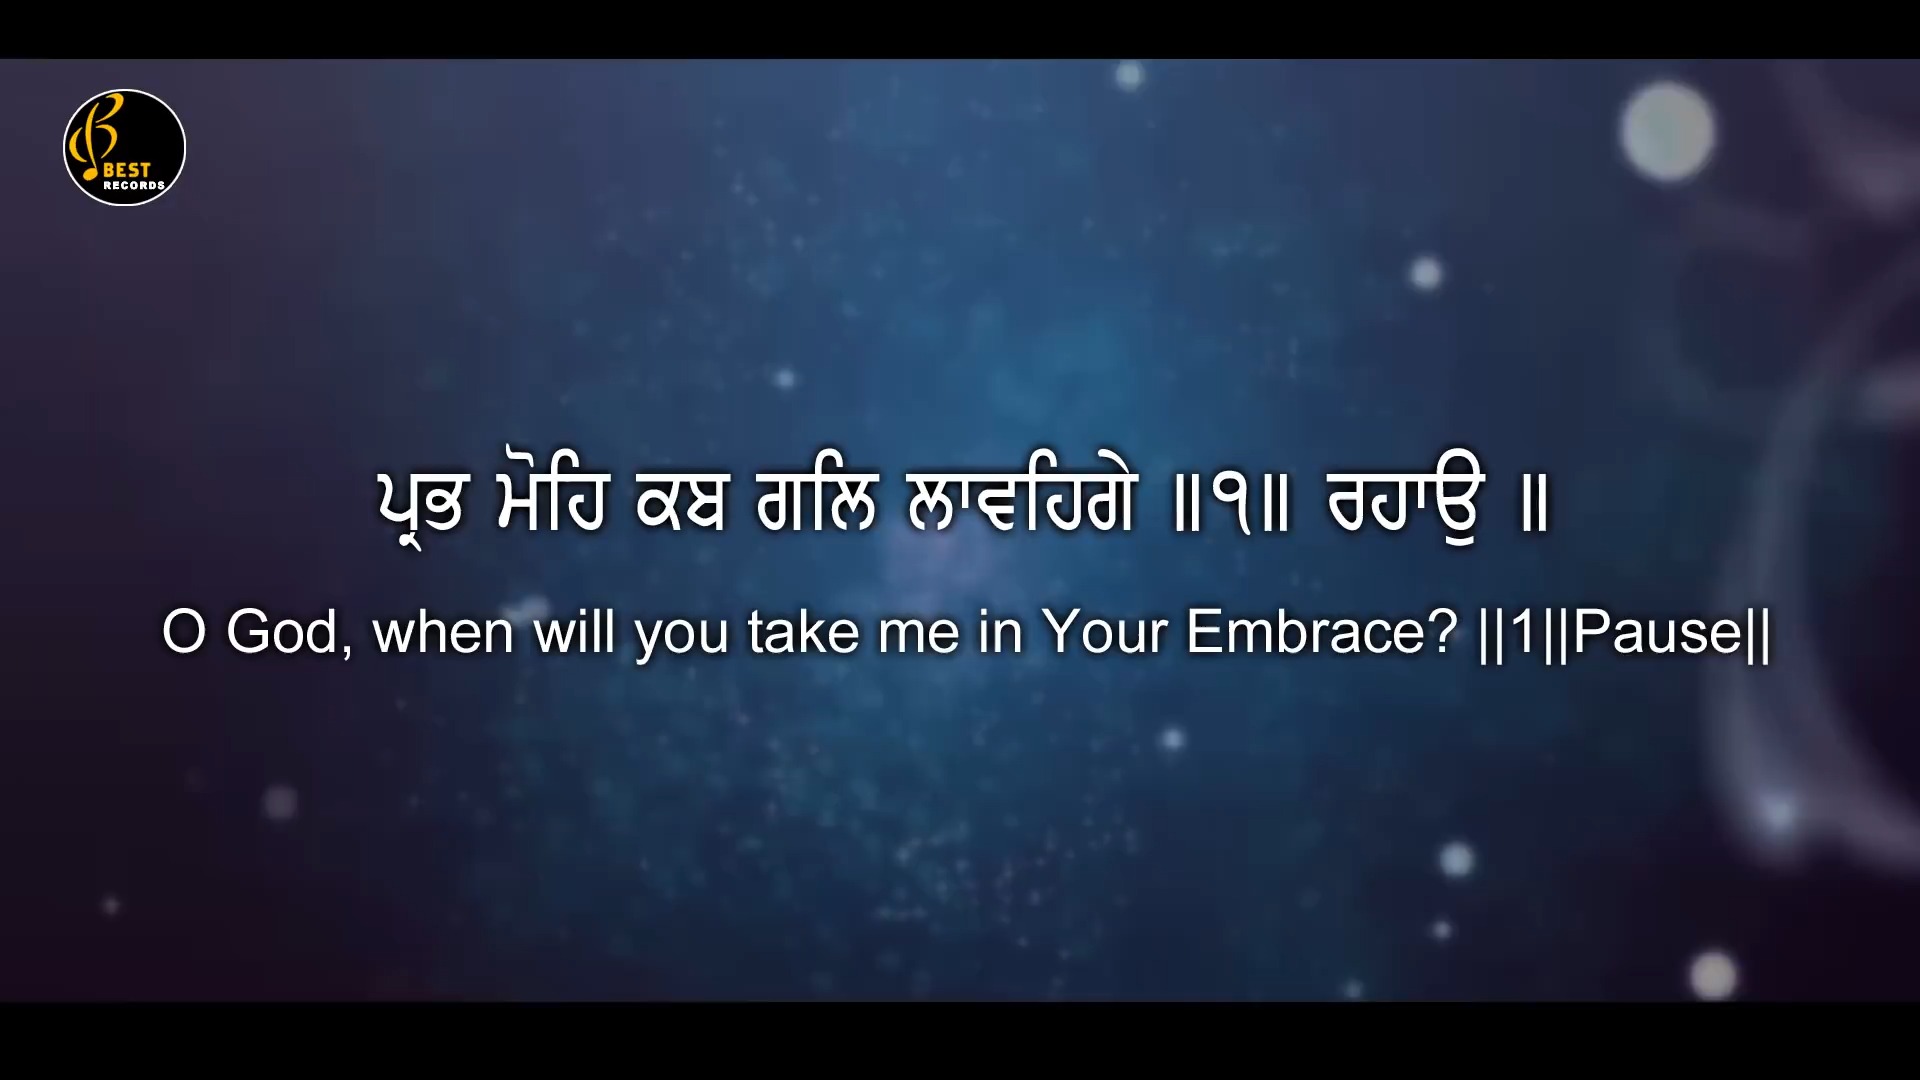 BEST
RECORDS
ਪ੍ਰਭ ਮੋਹਿ ਕਬ ਗਲਿ ਲਾਵਹਿਗੇ ॥੧॥ ਰਹਾਉ ॥
O God, when will you take me in Your Embrace? ||1||Pause||